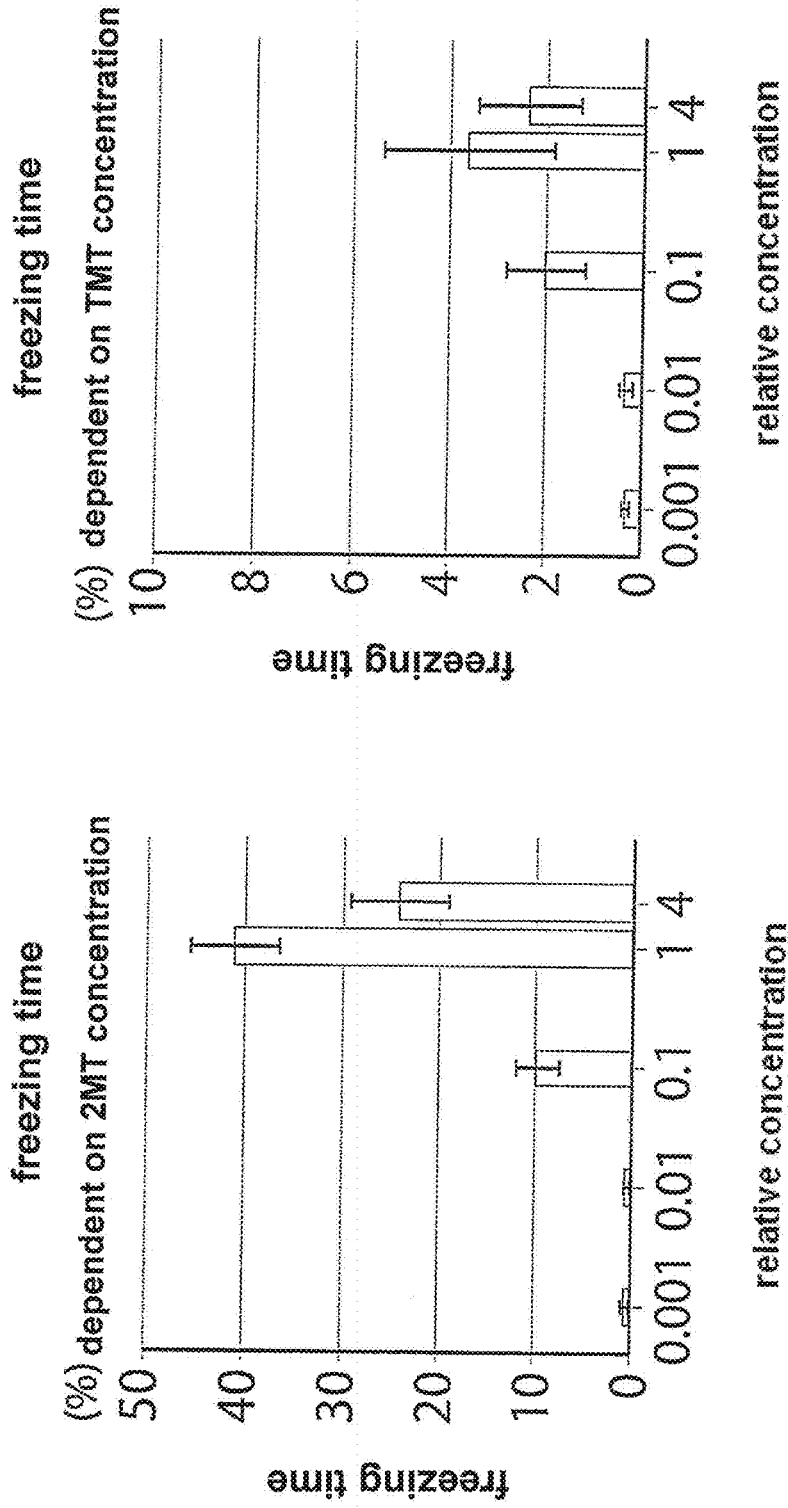 freezing time
(%) dependent on 2MT concentration
50
40
30
20
10
0
freezing time
0.001 0.01 0.1 1 4
relative concentration
freezing time
(%) dependent on TMT concentration
10
8
6
4
2
0
freezing time
0.001 0.01 0.1 1 4
relative concentration